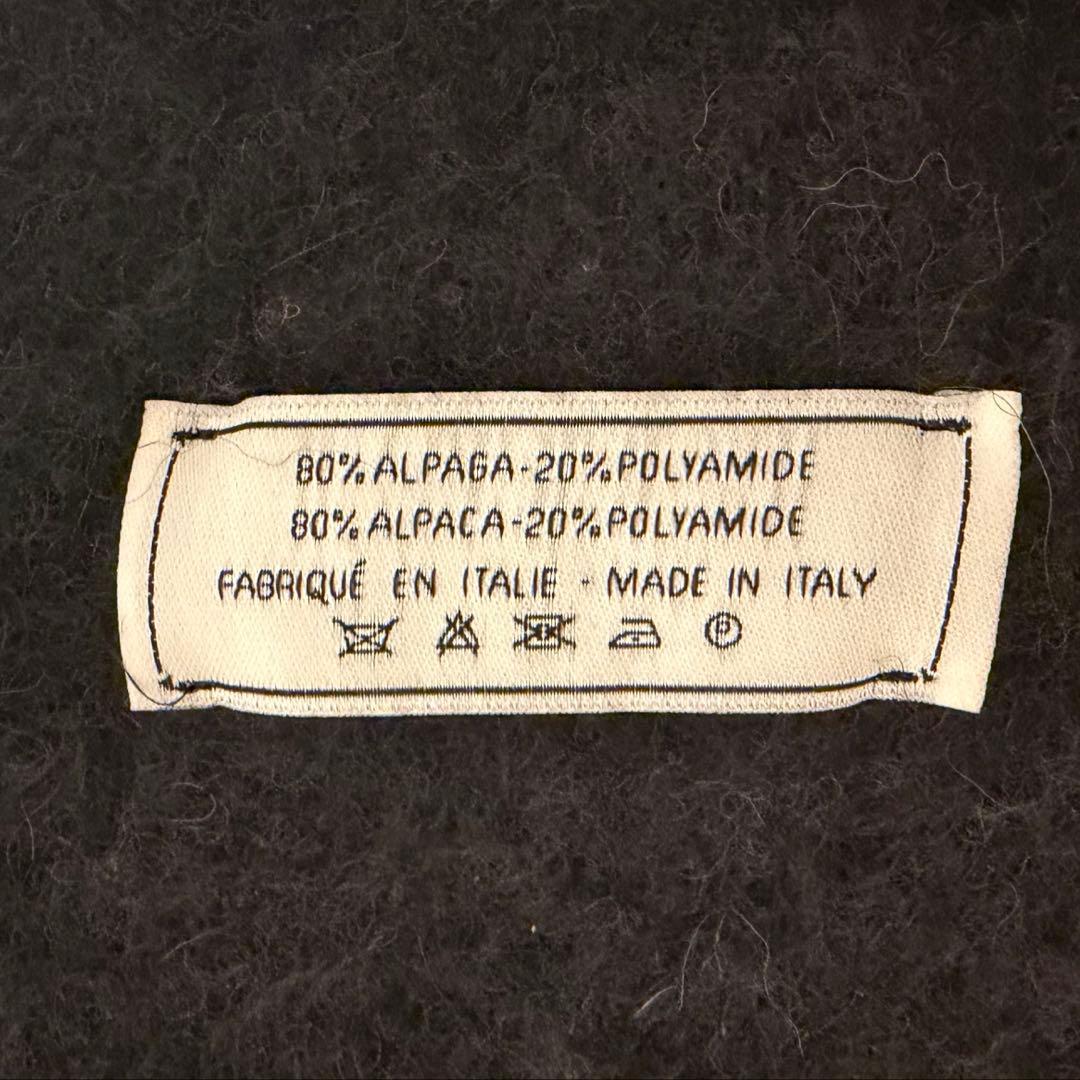 80% ALPAGA-20% POLYAMIDE
80% ALPACA-20% POLYAMIDE
FABRIQUÉ EN ITALIE - MADE IN ITALY
P